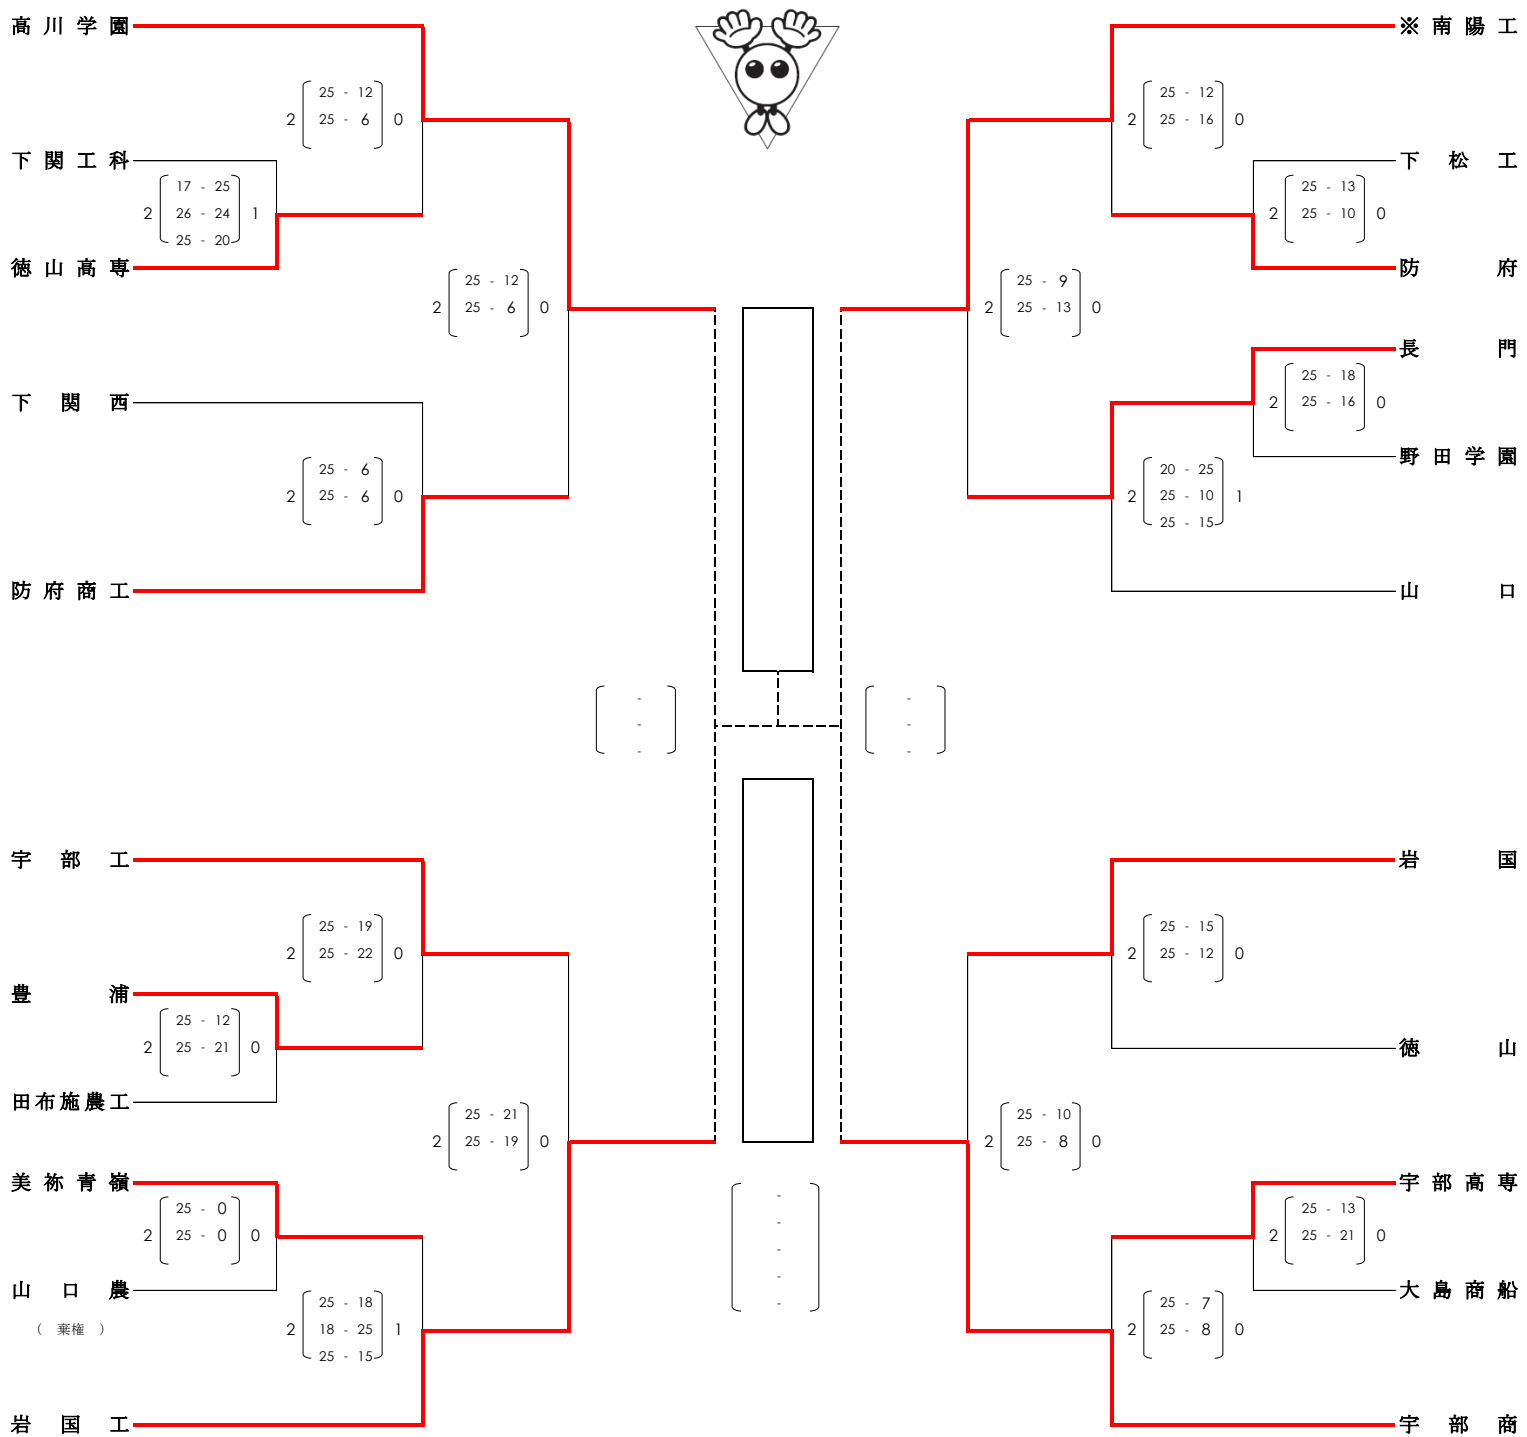 高川学園
25 - 12
2 25 - 6 0
下関工科
17 - 25
2 26 - 24 1
25 - 20
徳山高専
25 - 12
2 25 - 6 0
下関西
25 - 6
2 25 - 6 0
防府商工
- 
- 
- 
宇部工
25 - 19
2 25 - 22 0
豊浦
25 - 12
2 25 - 21 0
田布施農工
25 - 21
2 25 - 19 0
美祢青嶺
25 - 0
2 25 - 0 0
山口農
( 棄権 )
25 - 18
2 18 - 25 1
25 - 15
岩国工
※南陽工
25 - 12
2 25 - 16 0
下松工
25 - 13
2 25 - 10 0
防府
25 - 9
2 25 - 13 0
長門
25 - 18
2 25 - 16 0
野田学園
20 - 25
2 25 - 10 1
25 - 15
山口
- 
- 
- 
岩国
25 - 15
2 25 - 12 0
徳山
25 - 10
2 25 - 8 0
宇部高専
25 - 13
2 25 - 21 0
大島商船
25 - 7
2 25 - 8 0
宇部商
- 
- 
- 
- 
-